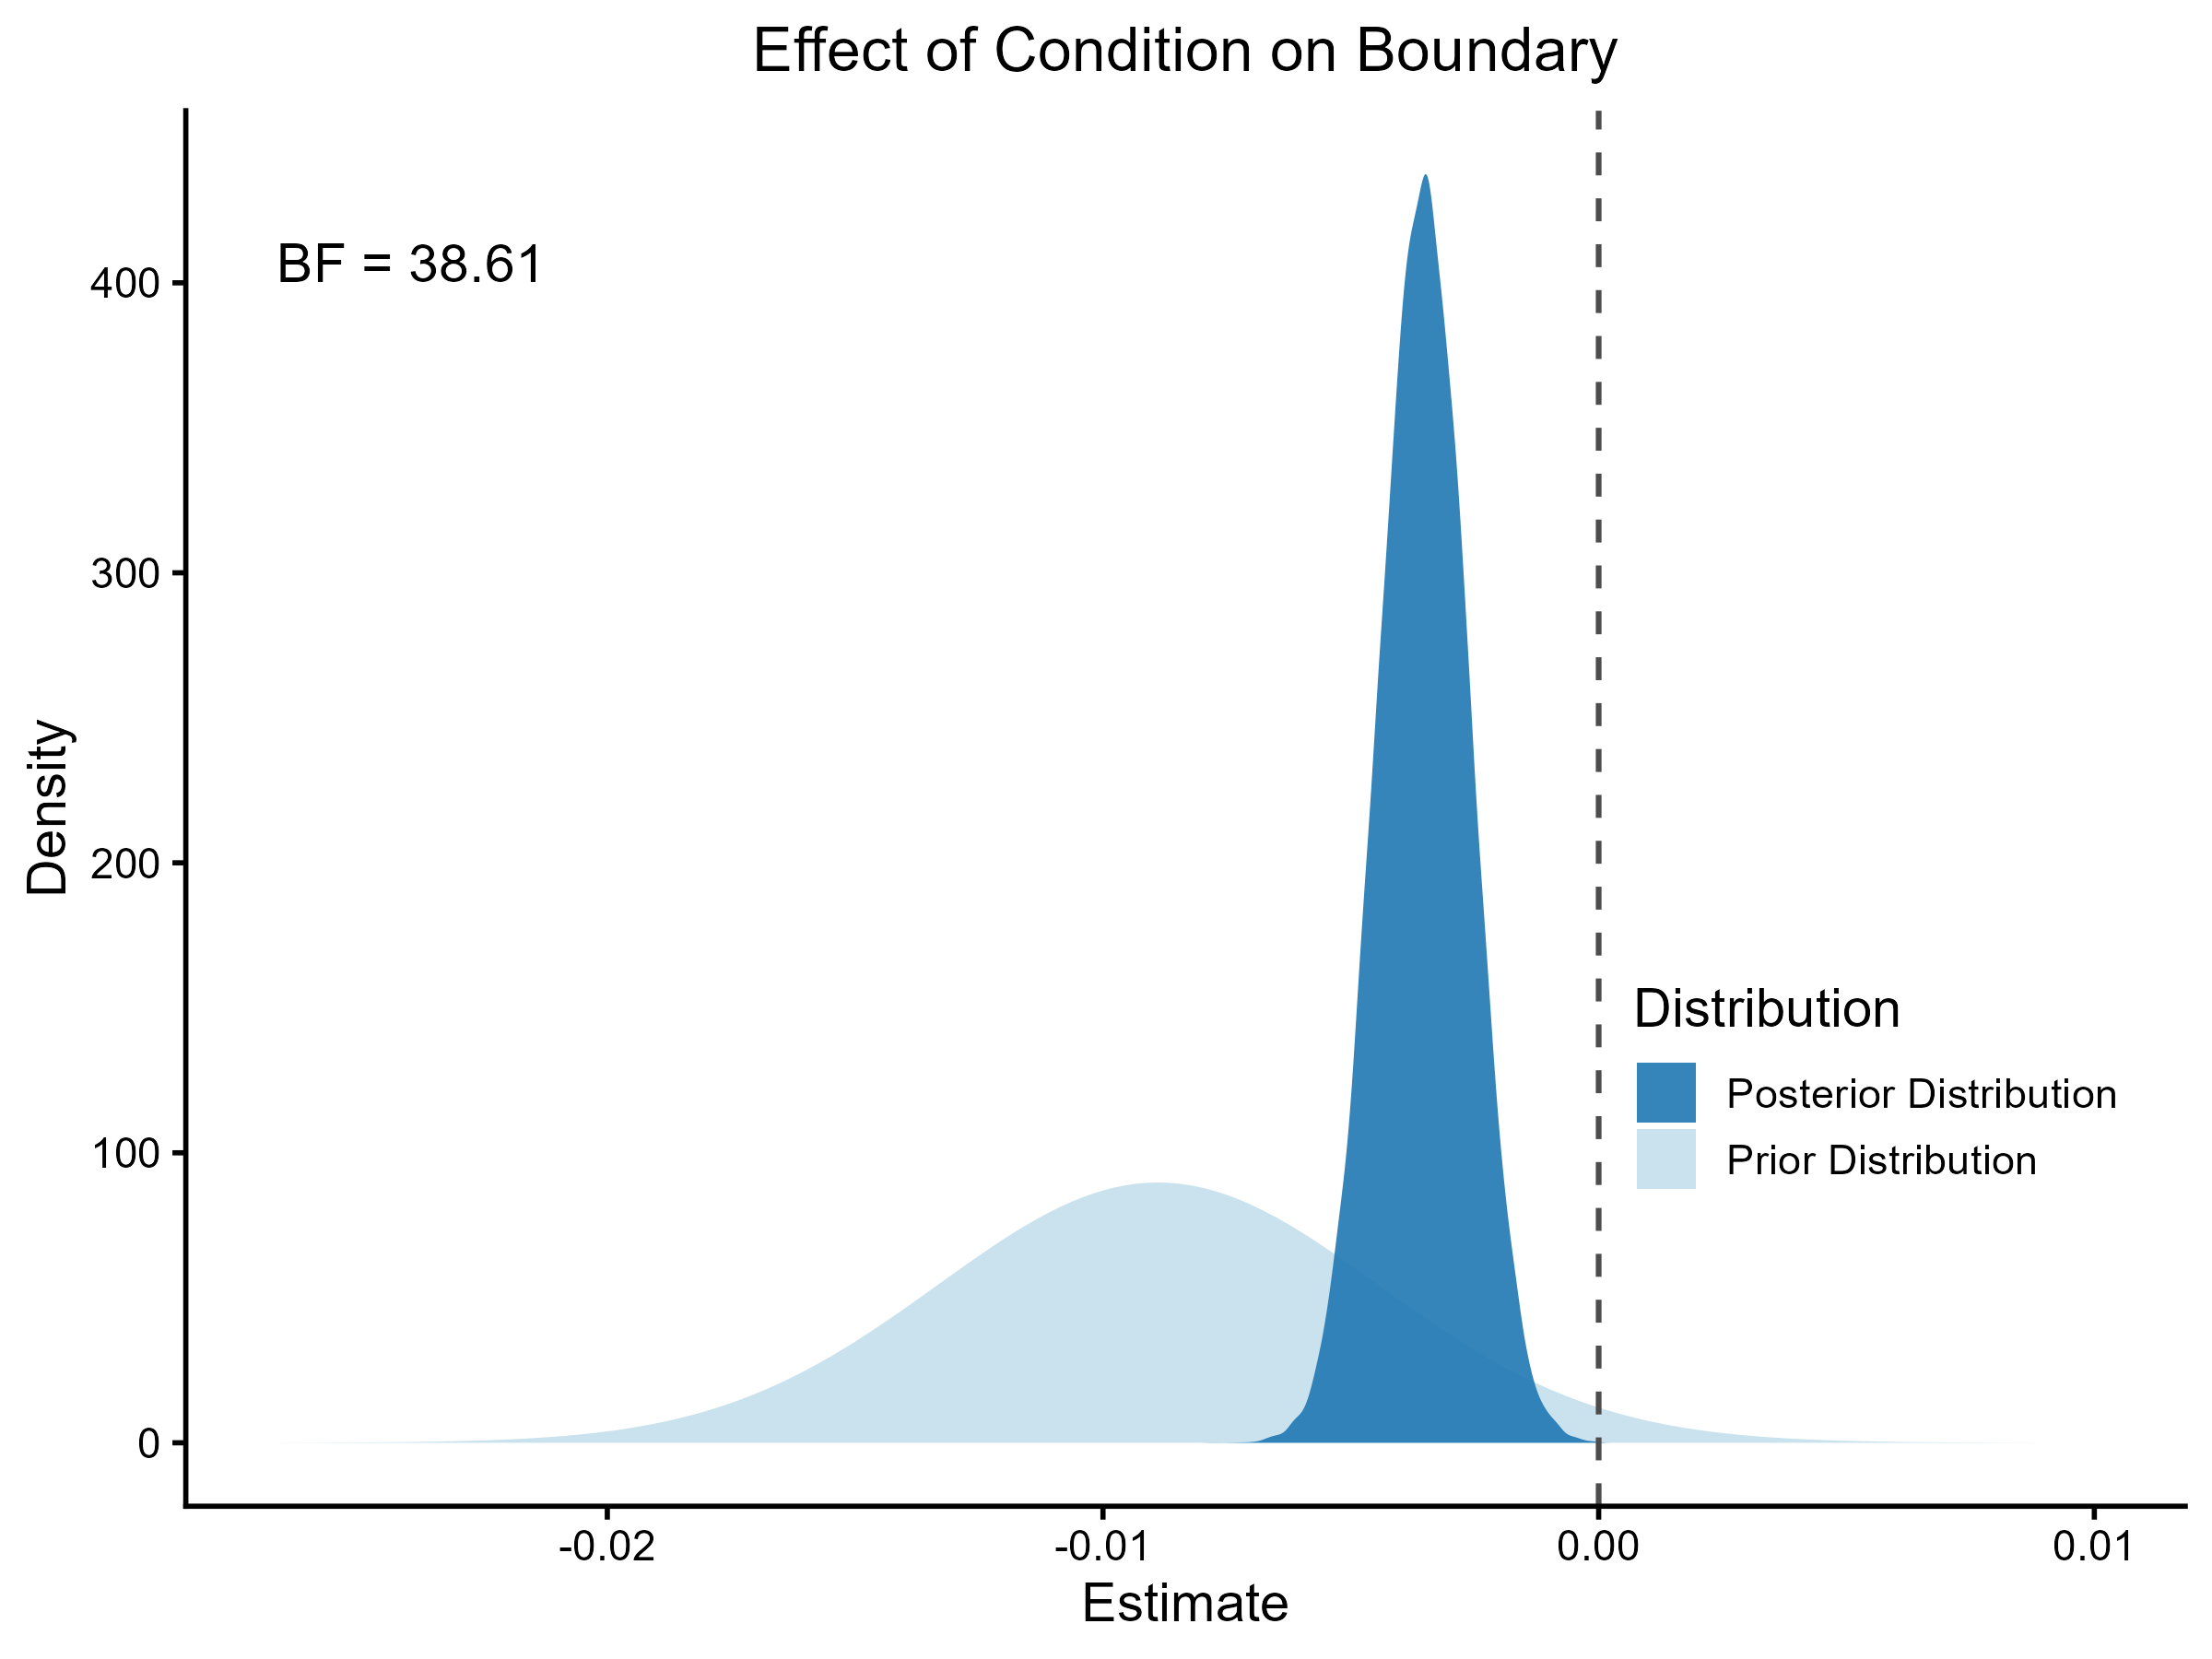 Effect of Condition on Boundary
BF = 38.61
400
300
200
100
0
Density
Distribution
Posterior Distribution
Prior Distribution
-0.02
-0.01
0.00
0.01
Estimate